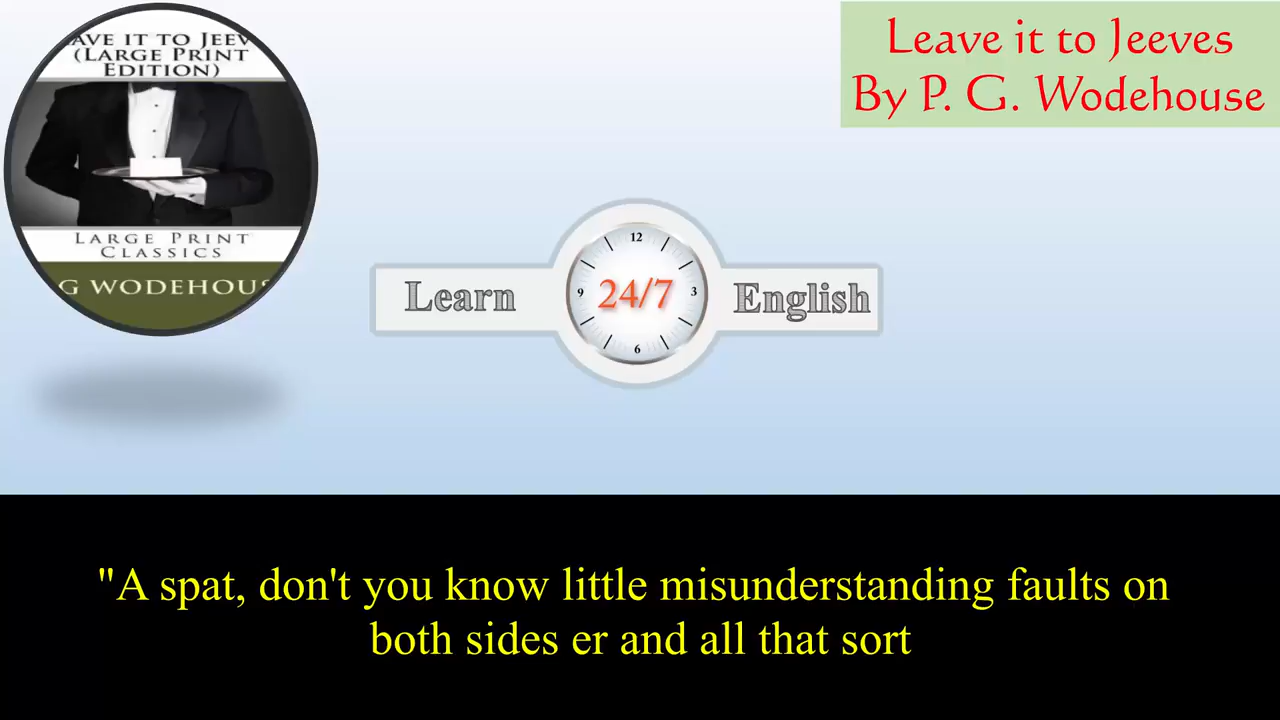 AVE IT TO JEEV
(LARGE PRINT
EDITION)
LARGE PRINT
CLASSICS
G WODEHOUS
Leave it to Jeeves
By P. G. Wodehouse
Learn
12
9
24/7
3
6
English
"A spat, don't you know little misunderstanding faults on
both sides er and all that sort